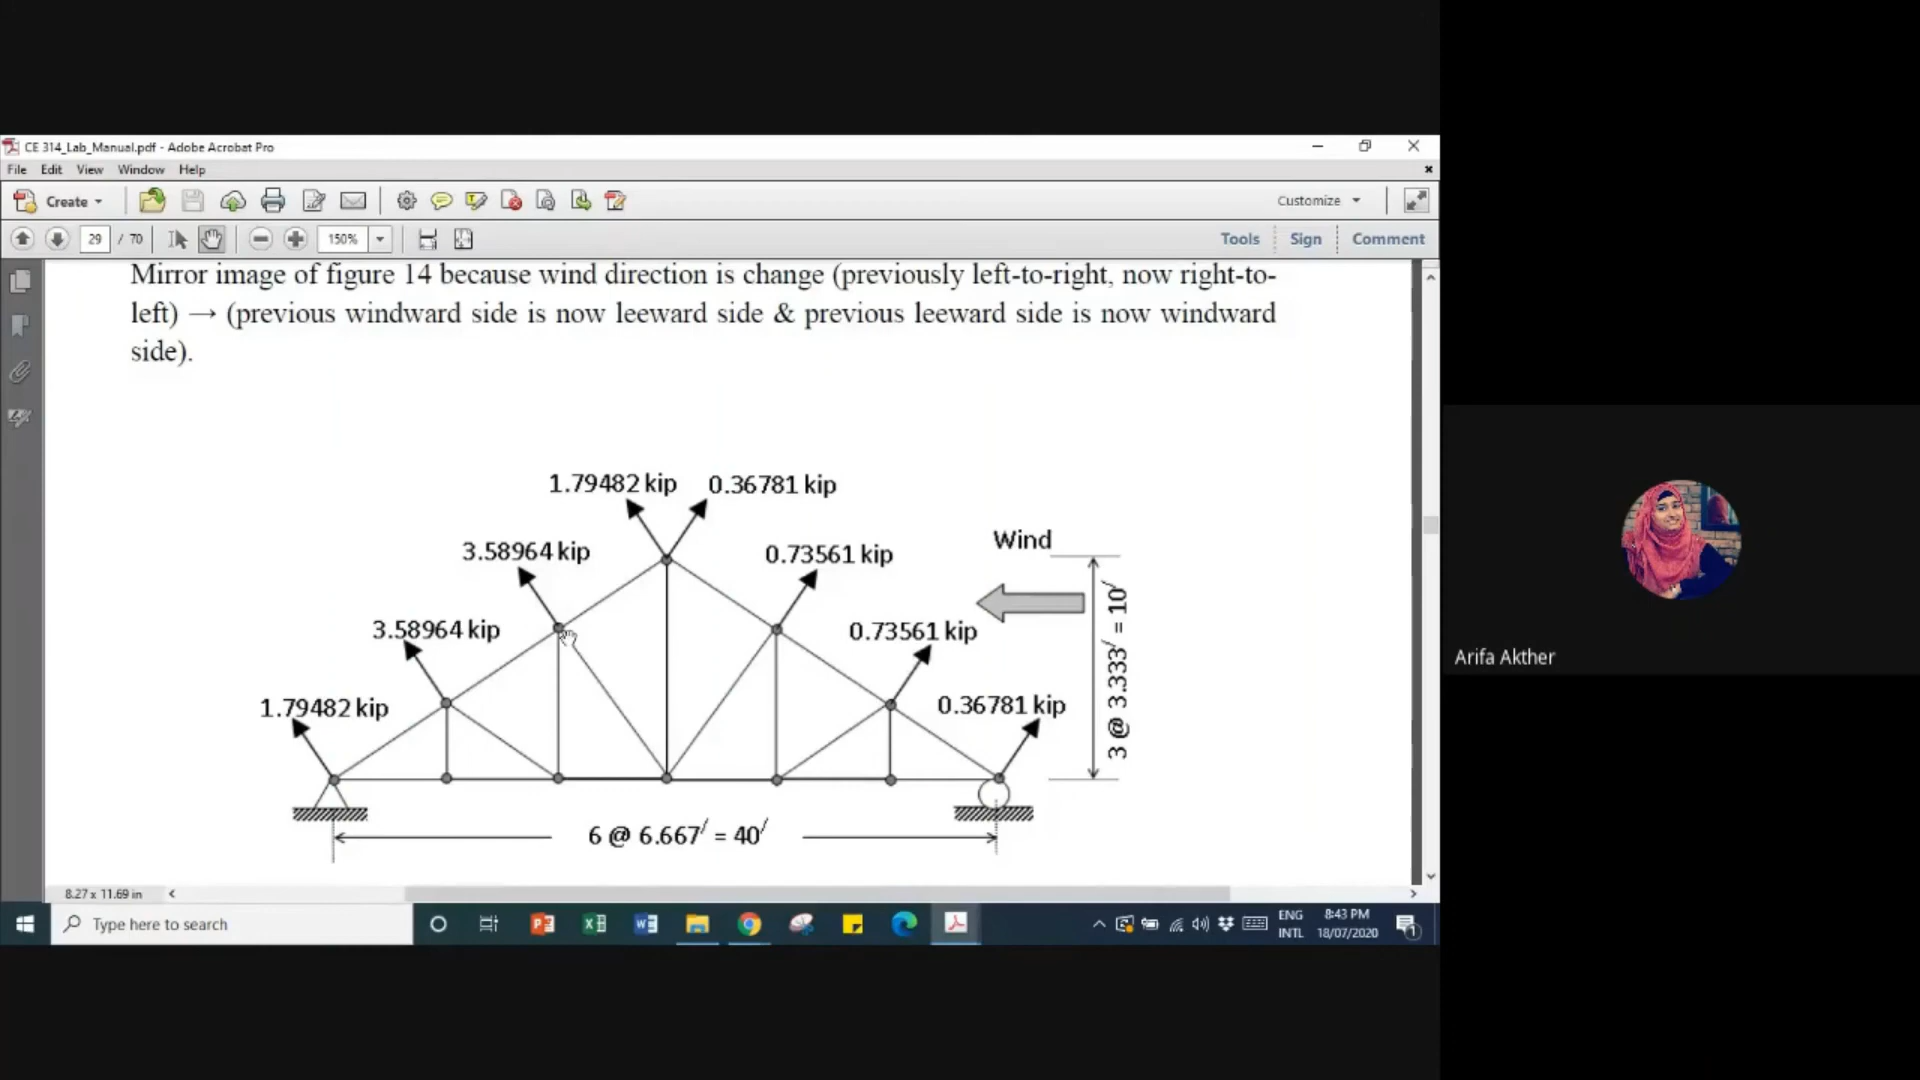 CE 314_Lab_Manual.pdf - Adobe Acrobat Pro
File Edit View Window Help
Create
Customize
29 / 70
150%
Tools Sign Comment
Mirror image of figure 14 because wind direction is change (previously left-to-right, now right-to-
left) → (previous windward side is now leeward side & previous leeward side is now windward
side).
1.79482 kip 0.36781 kip
Wind
3.58964 kip 0.73561 kip
3.58964 kip 0.73561 kip
1.79482 kip 0.36781 kip
3 @ 3.333/ = 10/
6 @ 6.667/ = 40/
Arifa Akther
8.27 x 11.69 in
Type here to search
ENG 8:43 PM
INTL 18/07/2020
1